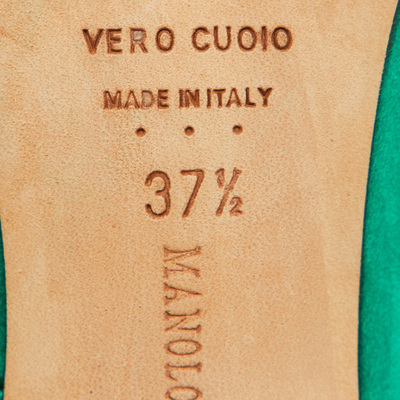 VERO CUOIO
MADE IN ITALY
37½
MANOLO